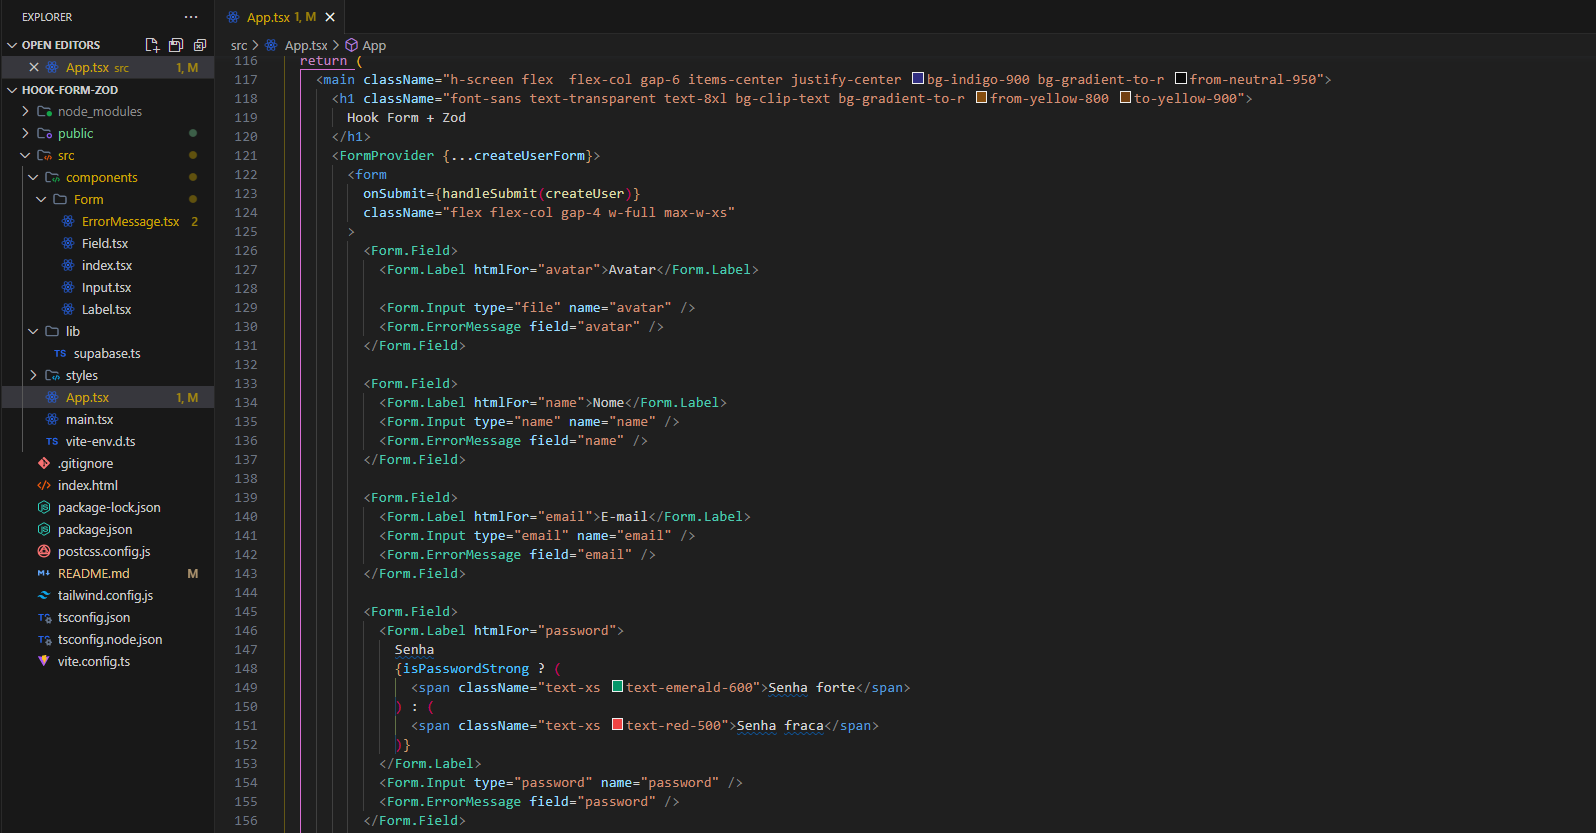 EXPLORER ···
OPEN EDITORS
App.tsx src 1, M
HOOK-FORM-ZOD
node_modules
public
src
components
Form
ErrorMessage.tsx 2
Field.tsx
index.tsx
Input.tsx
Label.tsx
lib
TS supabase.ts
styles
App.tsx 1, M
main.tsx
TS vite-env.d.ts
.gitignore
index.html
package-lock.json
package.json
postcss.config.js
README.md M
tailwind.config.js
tsconfig.json
tsconfig.node.json
vite.config.ts
App.tsx 1, M
src > App.tsx > App
116 return (
117 <main className="h-screen flex  flex-col gap-6 items-center justify-center bg-indigo-900 bg-gradient-to-r from-neutral-950">
118 <h1 className="font-sans text-transparent text-8xl bg-clip-text bg-gradient-to-r from-yellow-800 to-yellow-900">
119 Hook Form + Zod
120 </h1>
121 <FormProvider {...createUserForm}>
122 <form
123 onSubmit={handleSubmit(createUser)}
124 className="flex flex-col gap-4 w-full max-w-xs"
125 >
126 <Form.Field>
127 <Form.Label htmlFor="avatar">Avatar</Form.Label>
128
129 <Form.Input type="file" name="avatar" />
130 <Form.ErrorMessage field="avatar" />
131 </Form.Field>
132
133 <Form.Field>
134 <Form.Label htmlFor="name">Nome</Form.Label>
135 <Form.Input type="name" name="name" />
136 <Form.ErrorMessage field="name" />
137 </Form.Field>
138
139 <Form.Field>
140 <Form.Label htmlFor="email">E-mail</Form.Label>
141 <Form.Input type="email" name="email" />
142 <Form.ErrorMessage field="email" />
143 </Form.Field>
144
145 <Form.Field>
146 <Form.Label htmlFor="password">
147 Senha
148 {isPasswordStrong ? (
149 <span className="text-xs text-emerald-600">Senha forte</span>
150 ) : (
151 <span className="text-xs text-red-500">Senha fraca</span>
152 )}
153 </Form.Label>
154 <Form.Input type="password" name="password" />
155 <Form.ErrorMessage field="password" />
156 </Form.Field>